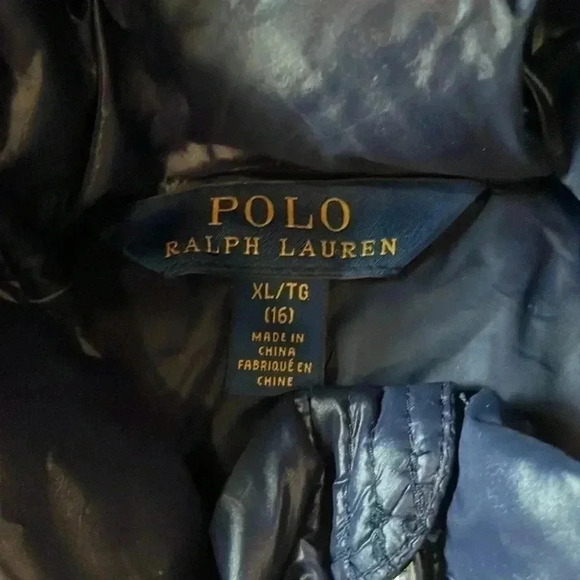 POLO
RALPH LAUREN
XL/TG
(16)
MADE IN
CHINA
FABRIQUÉ EN
CHINE